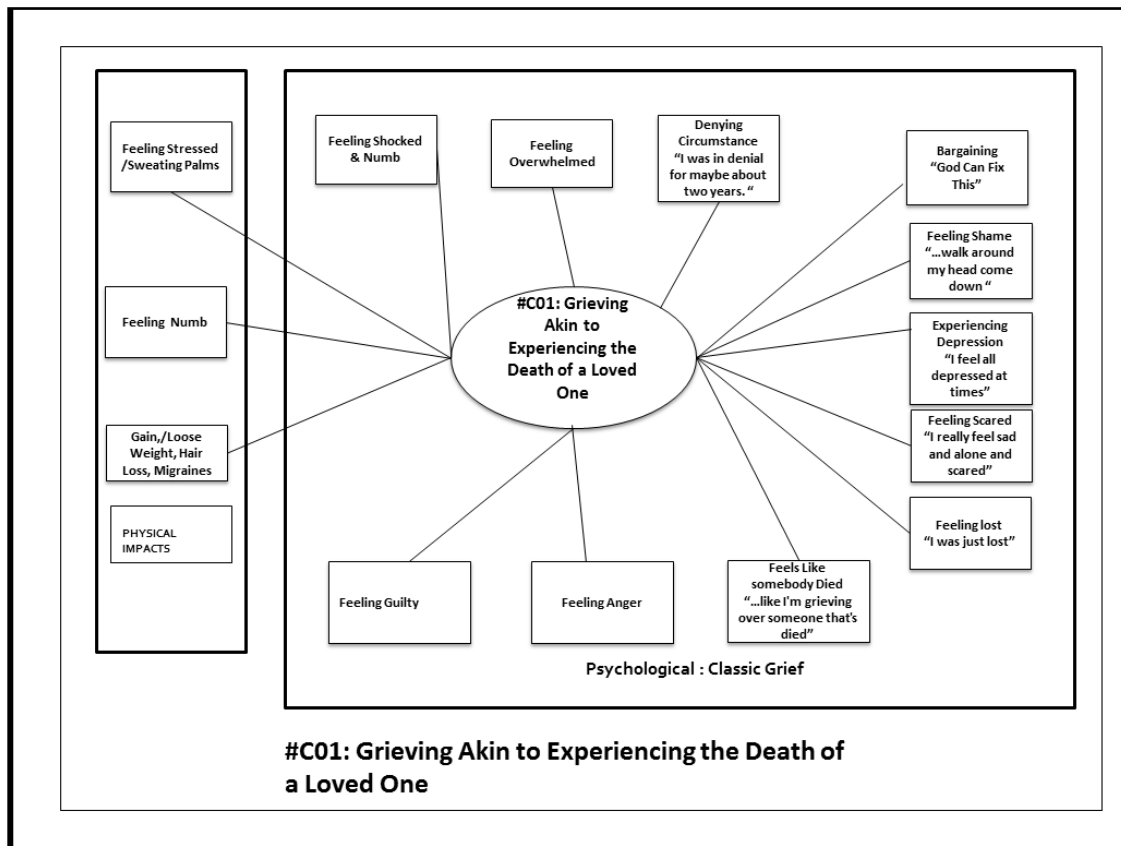 Feeling Stressed
/Sweating Palms
Feeling  Numb
Gain,/Loose
Weight, Hair
Loss, Migraines
PHYSICAL
IMPACTS
Feeling Shocked
& Numb
Feeling
Overwhelmed
Denying
Circumstance
“I was in denial
for maybe about
two years. “
Bargaining
“God Can Fix
This”
Feeling Shame
“...walk around
my head come
down “
Experiencing
Depression
“I feel all
depressed at
times”
Feeling Scared
“I really feel sad
and alone and
scared”
Feeling lost
“I was just lost”
#C01: Grieving
Akin to
Experiencing the
Death of a Loved
One
Feeling Guilty
Feeling Anger
Feels Like
somebody Died
“...like I'm grieving
over someone that's
died”
Psychological : Classic Grief
#C01: Grieving Akin to Experiencing the Death of
a Loved One